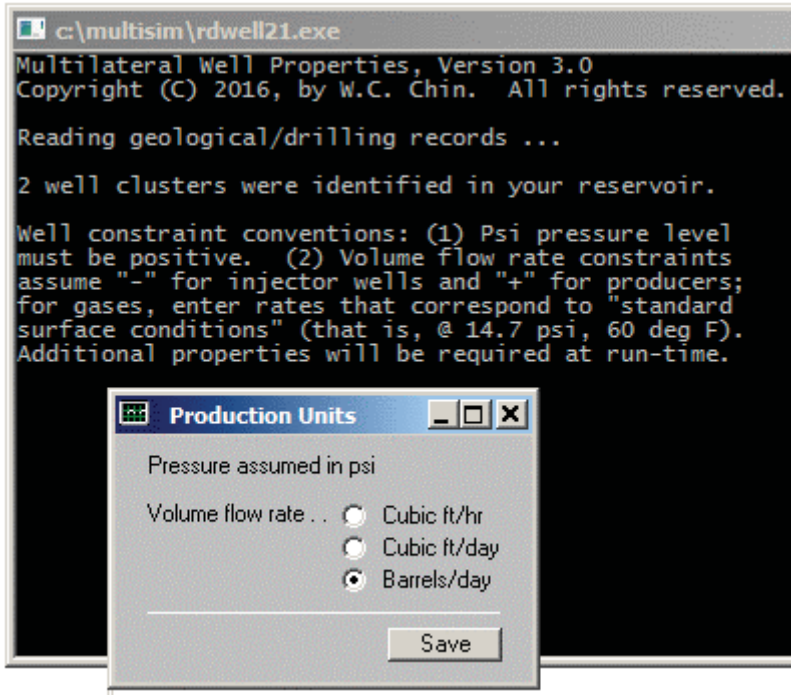 c:\multisim\rdwell21.exe
Multilateral Well Properties, Version 3.0
Copyright (C) 2016, by W.C. Chin.  All rights reserved.
Reading geological/drilling records ...
2 well clusters were identified in your reservoir.
Well constraint conventions: (1) Psi pressure level
must be positive.  (2) Volume flow rate constraints
assume "-" for injector wells and "+" for producers;
for gases, enter rates that correspond to "standard
surface conditions" (that is, @ 14.7 psi, 60 deg F).
Additional properties will be required at run-time.
Production Units
Pressure assumed in psi
Volume flow rate . . Cubic ft/hr
Cubic ft/day
Barrels/day
Save